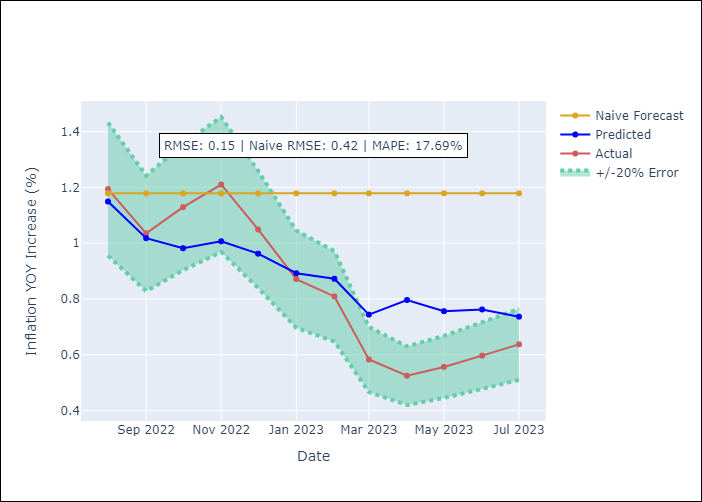 RMSE: 0.15 | Naive RMSE: 0.42 | MAPE: 17.69%
Naive Forecast
Predicted
Actual
+/-20% Error
Inflation YOY Increase (%)
1.4
1.2
1
0.8
0.6
0.4
Sep 2022
Nov 2022
Jan 2023
Mar 2023
May 2023
Jul 2023
Date